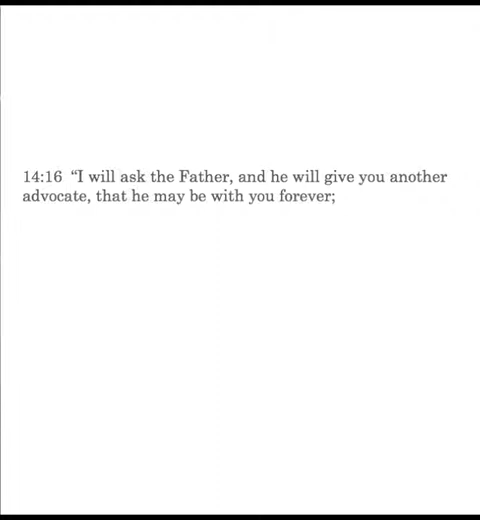 14:16 “I will ask the Father, and he will give you another
advocate, that he may be with you forever;